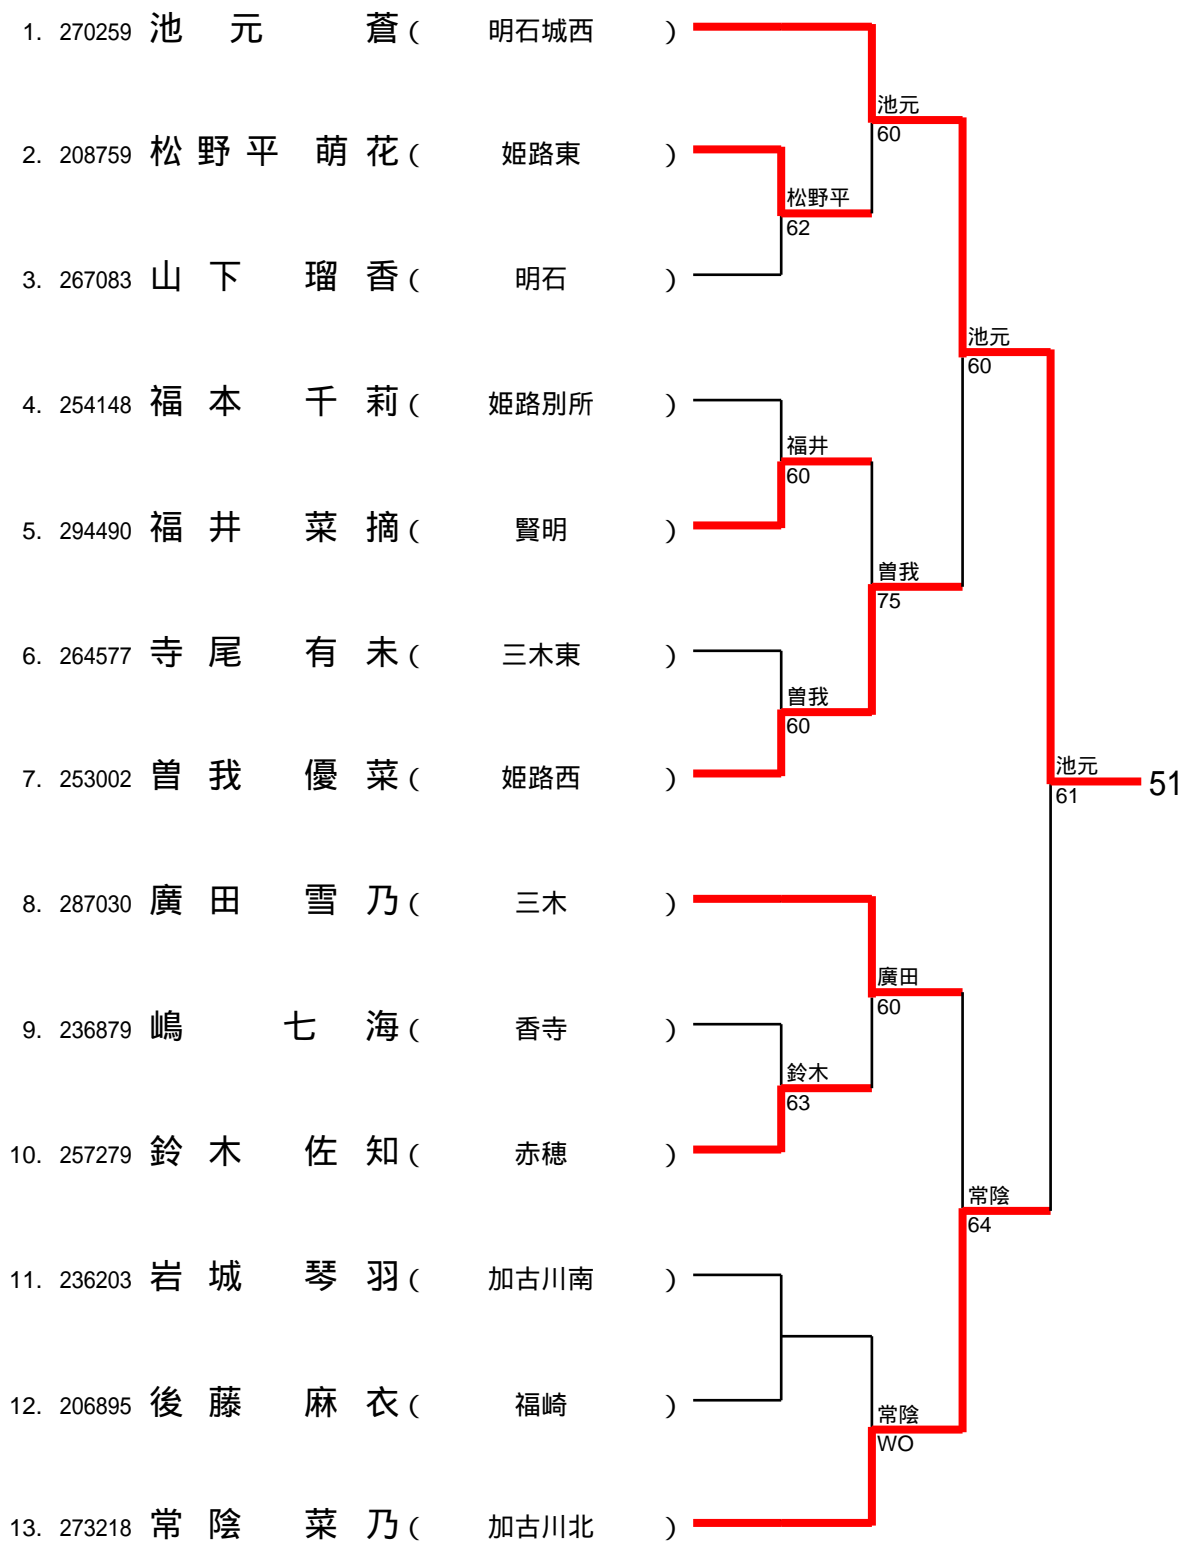 1. 270259 池 元 蒼 ( 明石城西 )
池元
60
2. 208759 松 野 平 萌 花 ( 姫路東 )
松野平
62
3. 267083 山 下 瑠 香 ( 明石 )
池元
60
4. 254148 福 本 千 莉 ( 姫路別所 )
福井
60
5. 294490 福 井 菜 摘 ( 賢明 )
曽我
75
6. 264577 寺 尾 有 未 ( 三木東 )
曽我
60
7. 253002 曽 我 優 菜 ( 姫路西 )
池元
61
51
8. 287030 廣 田 雪 乃 ( 三木 )
廣田
60
9. 236879 嶋 七 海 ( 香寺 )
鈴木
63
10. 257279 鈴 木 佐 知 ( 赤穂 )
常陰
64
11. 236203 岩 城 琴 羽 ( 加古川南 )
12. 206895 後 藤 麻 衣 ( 福崎 )
常陰
WO
13. 273218 常 陰 菜 乃 ( 加古川北 )